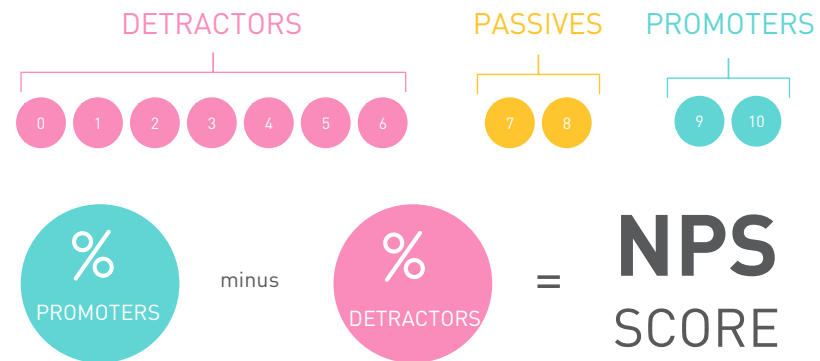 DETRACTORS PASSIVES PROMOTERS
0 1 2 3 4 5 6 7 8 9 10
% minus % = NPS
PROMOTERS DETRACTORS SCORE